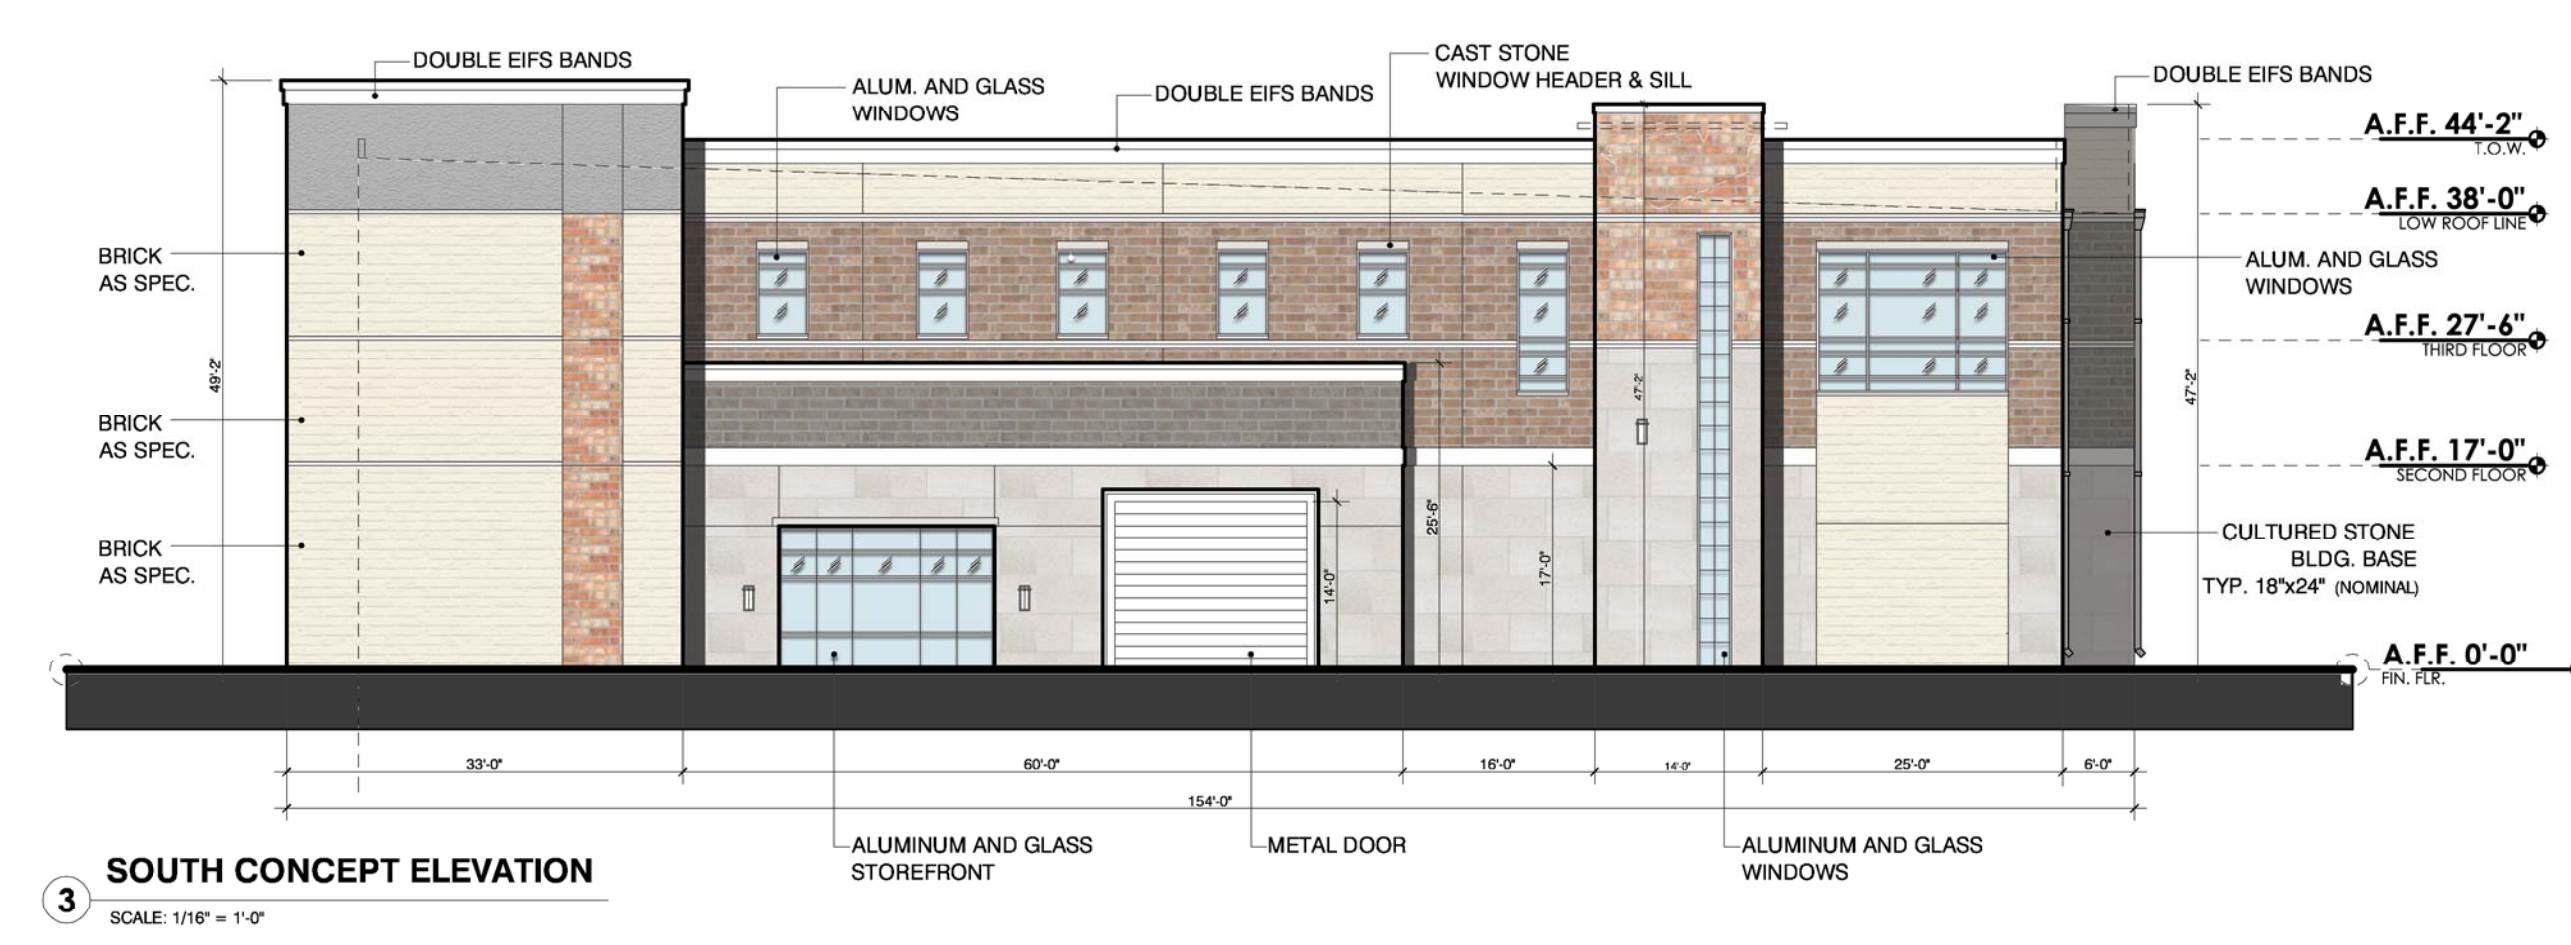 DOUBLE EIFS BANDS
ALUM. AND GLASS
WINDOWS
DOUBLE EIFS BANDS
CAST STONE
WINDOW HEADER & SILL
DOUBLE EIFS BANDS
A.F.F. 44'-2"
T.O.W.
A.F.F. 38'-0"
LOW ROOF LINE
BRICK
AS SPEC.
ALUM. AND GLASS
WINDOWS
A.F.F. 27'-6"
THIRD FLOOR
49'-2"
47'-2"
47'-2"
BRICK
AS SPEC.
A.F.F. 17'-0"
SECOND FLOOR
25'-6"
BRICK
AS SPEC.
14'-0"
17'-0"
CULTURED STONE
BLDG. BASE
TYP. 18"x24" (NOMINAL)
A.F.F. 0'-0"
FIN. FLR.
33'-0"
60'-0"
16'-0"
14'-0"
25'-0"
6'-0"
154'-0"
ALUMINUM AND GLASS
STOREFRONT
METAL DOOR
ALUMINUM AND GLASS
WINDOWS
3
SOUTH CONCEPT ELEVATION
SCALE: 1/16" = 1'-0"